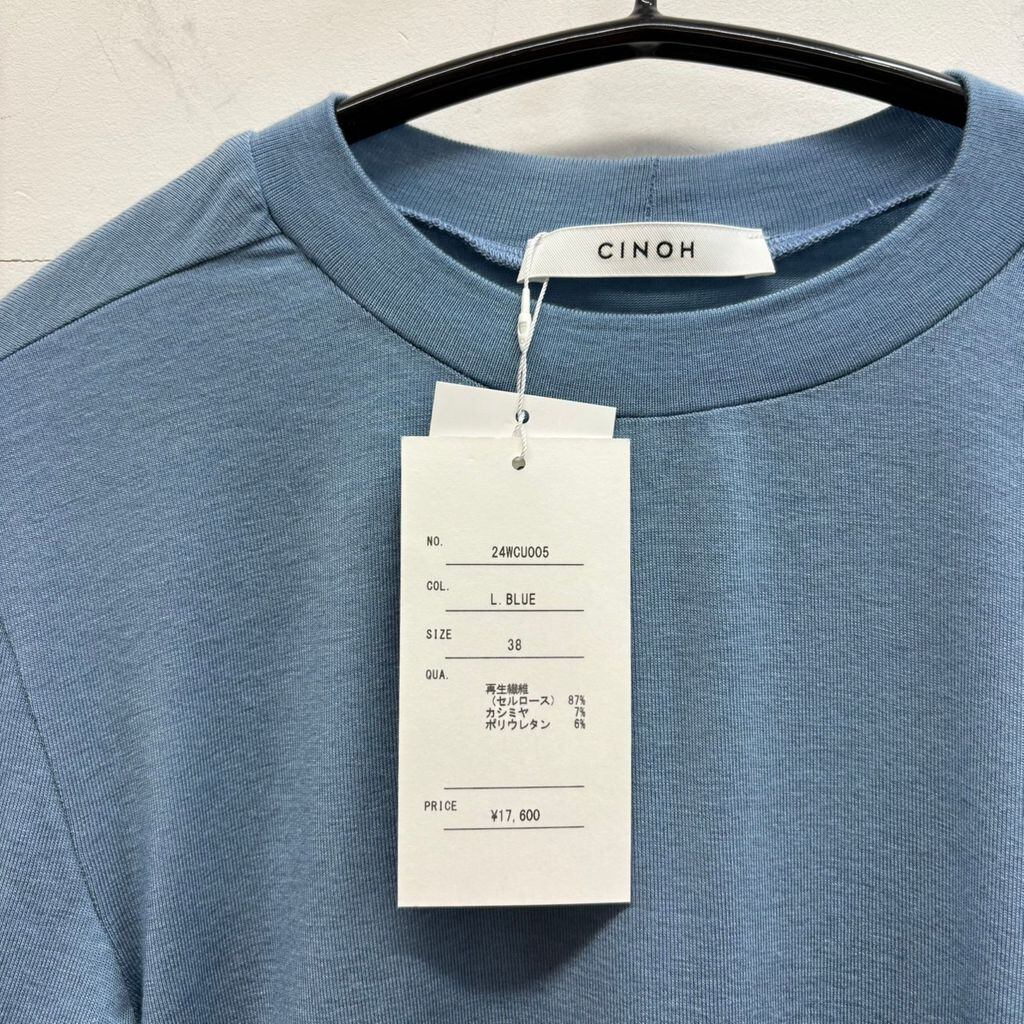 CINOH
NO. 24WCU005
COL. L.BLUE
SIZE 38
QUA.
再生繊維
(セルロース) 87%
カシミヤ 7%
ポリウレタン 6%
PRICE ¥17,600